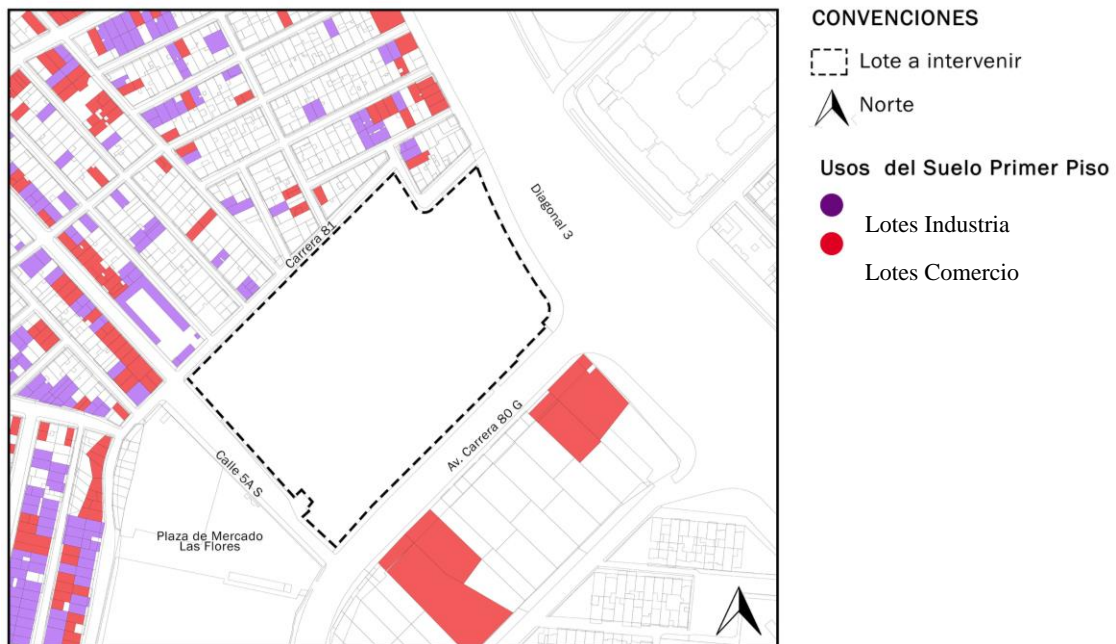 CONVENCIONES
Lote a intervenir
Norte
Usos del Suelo Primer Piso
Lotes Industria
Lotes Comercio
Carrera 81
Diagonal 3
Av. Carrera 80 G
Calle 5A S
Plaza de Mercado
Las Flores